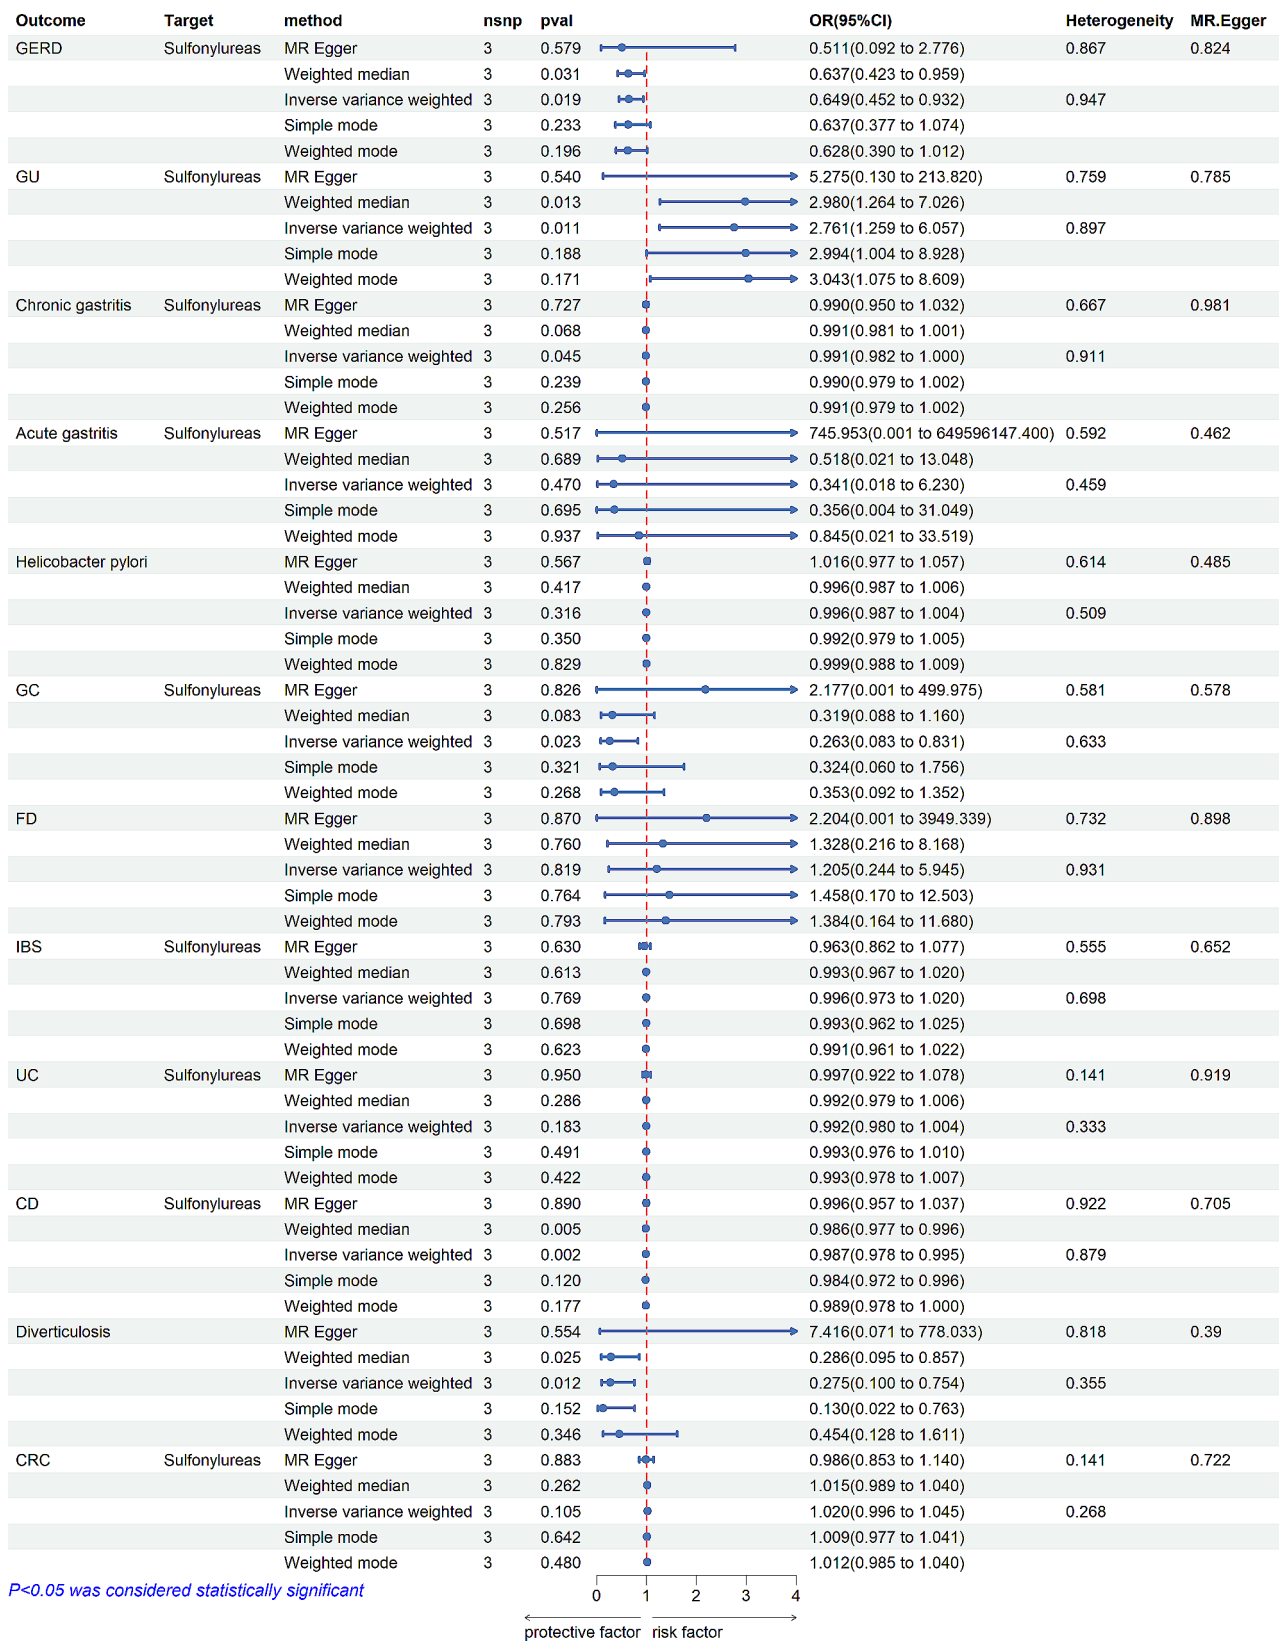 Outcome Target method nsnp pval OR(95%CI) Heterogeneity MR.Egger
GERD Sulfonylureas MR Egger 3 0.579 0.511(0.092 to 2.776) 0.867 0.824
Weighted median 3 0.031 0.637(0.423 to 0.959)
Inverse variance weighted 3 0.019 0.649(0.452 to 0.932) 0.947
Simple mode 3 0.233 0.637(0.377 to 1.074)
Weighted mode 3 0.196 0.628(0.390 to 1.012)
GU Sulfonylureas MR Egger 3 0.540 5.275(0.130 to 213.820) 0.759 0.785
Weighted median 3 0.013 2.980(1.264 to 7.026)
Inverse variance weighted 3 0.011 2.761(1.259 to 6.057) 0.897
Simple mode 3 0.188 2.994(1.004 to 8.928)
Weighted mode 3 0.171 3.043(1.075 to 8.609)
Chronic gastritis Sulfonylureas MR Egger 3 0.727 0.990(0.950 to 1.032) 0.667 0.981
Weighted median 3 0.068 0.991(0.981 to 1.001)
Inverse variance weighted 3 0.045 0.991(0.982 to 1.000) 0.911
Simple mode 3 0.239 0.990(0.979 to 1.002)
Weighted mode 3 0.256 0.991(0.979 to 1.002)
Acute gastritis Sulfonylureas MR Egger 3 0.517 745.953(0.001 to 649596147.400) 0.592 0.462
Weighted median 3 0.689 0.518(0.021 to 13.048)
Inverse variance weighted 3 0.470 0.341(0.018 to 6.230) 0.459
Simple mode 3 0.695 0.356(0.004 to 31.049)
Weighted mode 3 0.937 0.845(0.021 to 33.519)
Helicobacter pylori MR Egger 3 0.567 1.016(0.977 to 1.057) 0.614 0.485
Weighted median 3 0.417 0.996(0.987 to 1.006)
Inverse variance weighted 3 0.316 0.996(0.987 to 1.004) 0.509
Simple mode 3 0.350 0.992(0.979 to 1.005)
Weighted mode 3 0.829 0.999(0.988 to 1.009)
GC Sulfonylureas MR Egger 3 0.826 2.177(0.001 to 499.975) 0.581 0.578
Weighted median 3 0.083 0.319(0.088 to 1.160)
Inverse variance weighted 3 0.023 0.263(0.083 to 0.831) 0.633
Simple mode 3 0.321 0.324(0.060 to 1.756)
Weighted mode 3 0.268 0.353(0.092 to 1.352)
FD MR Egger 3 0.870 2.204(0.001 to 3949.339) 0.732 0.898
Weighted median 3 0.760 1.328(0.216 to 8.168)
Inverse variance weighted 3 0.819 1.205(0.244 to 5.945) 0.931
Simple mode 3 0.764 1.458(0.170 to 12.503)
Weighted mode 3 0.793 1.384(0.164 to 11.680)
IBS Sulfonylureas MR Egger 3 0.630 0.963(0.862 to 1.077) 0.555 0.652
Weighted median 3 0.613 0.993(0.967 to 1.020)
Inverse variance weighted 3 0.769 0.996(0.973 to 1.020) 0.698
Simple mode 3 0.698 0.993(0.962 to 1.025)
Weighted mode 3 0.623 0.991(0.961 to 1.022)
UC Sulfonylureas MR Egger 3 0.950 0.997(0.922 to 1.078) 0.141 0.919
Weighted median 3 0.286 0.992(0.979 to 1.006)
Inverse variance weighted 3 0.183 0.992(0.980 to 1.004) 0.333
Simple mode 3 0.491 0.993(0.976 to 1.010)
Weighted mode 3 0.422 0.993(0.978 to 1.007)
CD Sulfonylureas MR Egger 3 0.890 0.996(0.957 to 1.037) 0.922 0.705
Weighted median 3 0.005 0.986(0.977 to 0.996)
Inverse variance weighted 3 0.002 0.987(0.978 to 0.995) 0.879
Simple mode 3 0.120 0.984(0.972 to 0.996)
Weighted mode 3 0.177 0.989(0.978 to 1.000)
Diverticulosis MR Egger 3 0.554 7.416(0.071 to 778.033) 0.818 0.39
Weighted median 3 0.025 0.286(0.095 to 0.857)
Inverse variance weighted 3 0.012 0.275(0.100 to 0.754) 0.355
Simple mode 3 0.152 0.130(0.022 to 0.763)
Weighted mode 3 0.346 0.454(0.128 to 1.611)
CRC Sulfonylureas MR Egger 3 0.883 0.986(0.853 to 1.140) 0.141 0.722
Weighted median 3 0.262 1.015(0.989 to 1.040)
Inverse variance weighted 3 0.105 1.020(0.996 to 1.045) 0.268
Simple mode 3 0.642 1.009(0.977 to 1.041)
Weighted mode 3 0.480 1.012(0.985 to 1.040)
P<0.05 was considered statistically significant
0 1 2 3 4
protective factor risk factor